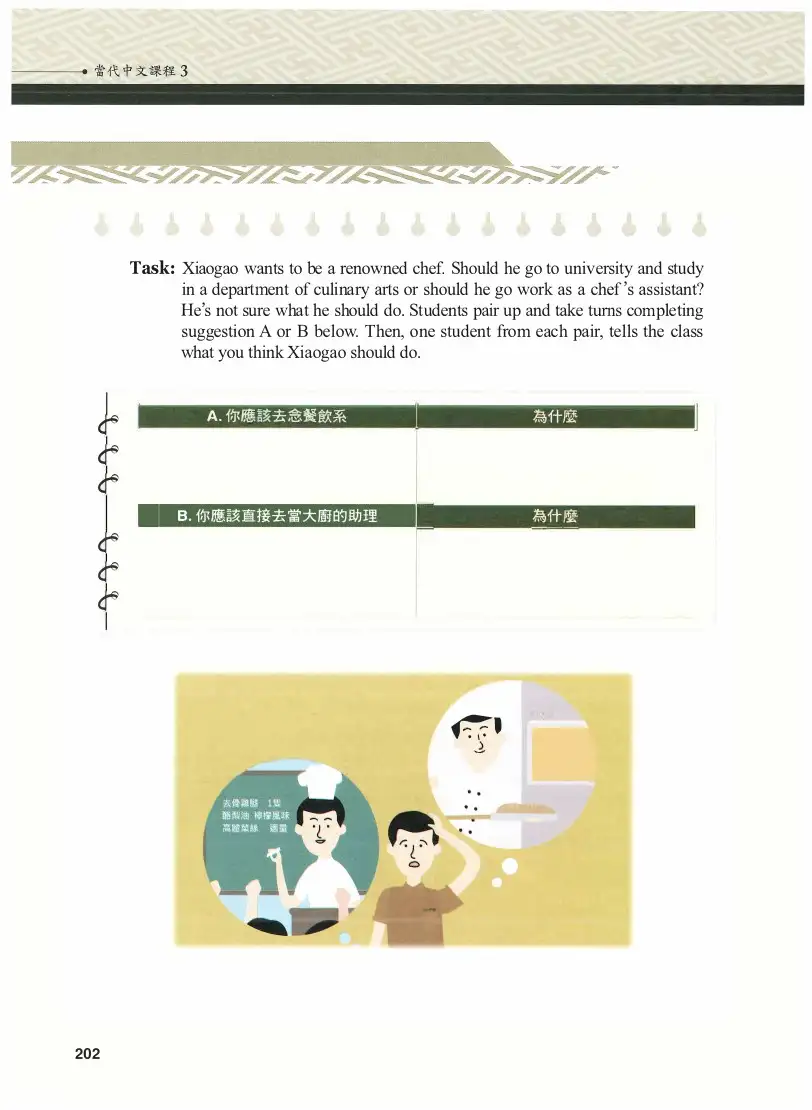 當代中文課程 3
Task: Xiaogao wants to be a renowned chef. Should he go to university and study
in a department of culinary arts or should he go work as a chef's assistant?
He's not sure what he should do. Students pair up and take turns completing
suggestion A or B below. Then, one student from each pair, tells the class
what you think Xiaogao should do.
A. 你應該去念餐飲系
為什麼
B. 你應該直接去當大廚的助理
為什麼
去骨雞腿 1隻
酪梨油 檸檬風味
高麗菜絲 適量
202